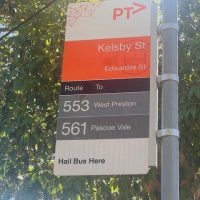 PT>
Kelsby St
Edwardes St
Route To
553 West Preston
561 Pascoe Vale
Hail Bus Here